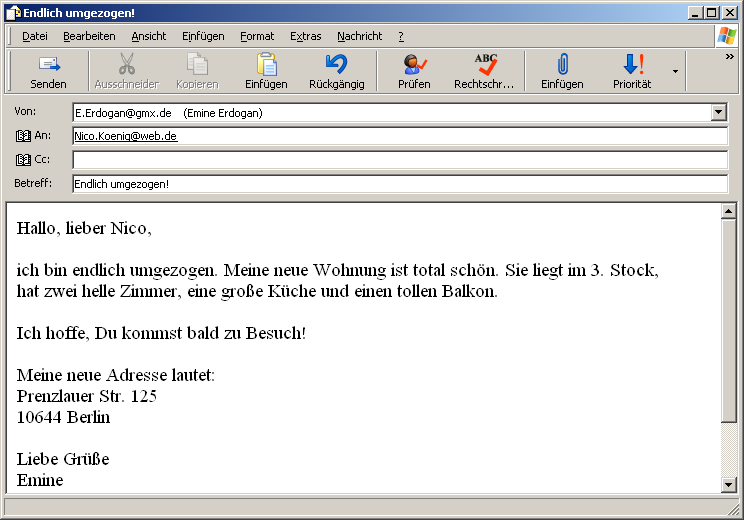 Endlich umgezogen!
Datei Bearbeiten Ansicht Einfügen Format Extras Nachricht ?
Senden Ausschneider Kopieren Einfügen Rückgängig Prüfen Rechtschr... Einfügen Priorität
Von: E.Erdogan@gmx.de (Emine Erdogan)
An: Nico.Koenig@web.de
Cc:
Betreff: Endlich umgezogen!
Hallo, lieber Nico,
ich bin endlich umgezogen. Meine neue Wohnung ist total schön. Sie liegt im 3. Stock,
hat zwei helle Zimmer, eine große Küche und einen tollen Balkon.
Ich hoffe, Du kommst bald zu Besuch!
Meine neue Adresse lautet:
Prenzlauer Str. 125
10644 Berlin
Liebe Grüße
Emine